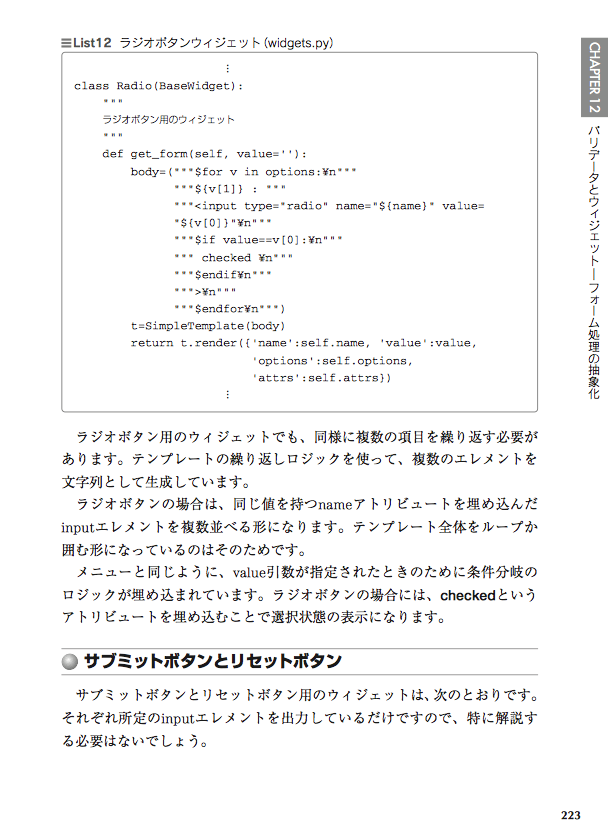 List12 ラジオボタンウィジェット(widgets.py)
⋮
class Radio(BaseWidget):
    """
    ラジオボタン用のウィジェット
    """
    def get_form(self, value=''):
        body=("""$for v in options:¥n"""
              """${v[1]} : """
              """<input type="radio" name="${name}" value=
              "${v[0]}"¥n"""
              """$if value==v[0]:¥n"""
              """ checked ¥n"""
              """$endif¥n"""
              """>¥n"""
              """$endfor¥n""")
        t=SimpleTemplate(body)
        return t.render({'name':self.name, 'value':value,
                         'options':self.options,
                         'attrs':self.attrs})
⋮
ラジオボタン用のウィジェットでも、同様に複数の項目を繰り返す必要が
あります。テンプレートの繰り返しロジックを使って、複数のエレメントを
文字列として生成しています。
ラジオボタンの場合は、同じ値を持つnameアトリビュートを埋め込んだ
inputエレメントを複数並べる形になります。テンプレート全体をループか
囲む形になっているのはそのためです。
メニューと同じように、value引数が指定されたときのために条件分岐の
ロジックが埋め込まれています。ラジオボタンの場合には、checkedという
アトリビュートを埋め込むことで選択状態の表示になります。
サブミットボタンとリセットボタン
サブミットボタンとリセットボタン用のウィジェットは、次のとおりです。
それぞれ所定のinputエレメントを出力しているだけですので、特に解説す
る必要はないでしょう。
CHAPTER 12
バリデータとウィジェット―フォーム処理の抽象化
223